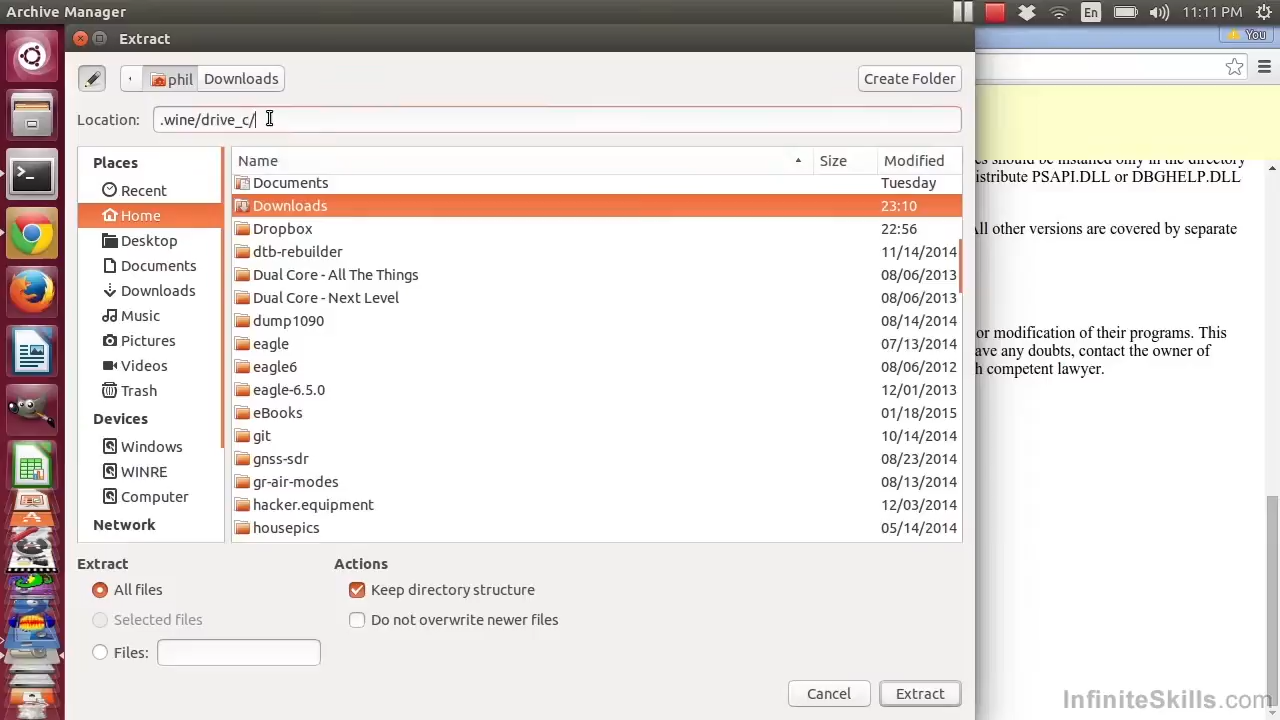 Archive Manager
En
11:11 PM
Extract
You
phil
Downloads
Create Folder
Location:
.wine/drive_c/
Places
Recent
Home
Desktop
Documents
Downloads
Music
Pictures
Videos
Trash
Devices
Windows
WINRE
Computer
Network
Name
Size
Modified
Documents
Tuesday
Downloads
23:10
Dropbox
22:56
dtb-rebuilder
11/14/2014
Dual Core - All The Things
08/06/2013
Dual Core - Next Level
08/06/2013
dump1090
08/14/2014
eagle
07/13/2014
eagle6
08/06/2012
eagle-6.5.0
12/01/2013
eBooks
01/18/2015
git
10/14/2014
gnss-sdr
08/23/2014
gr-air-modes
08/13/2014
hacker.equipment
12/03/2014
housepics
05/14/2014
should be installed only in the directory
distribute PSAPI.DLL or DBGHELP.DLL
All other versions are covered by separate
or modification of their programs. This
have any doubts, contact the owner of
competent lawyer.
Extract
All files
Selected files
Files:
Actions
Keep directory structure
Do not overwrite newer files
Cancel
Extract
InfiniteSkills.com